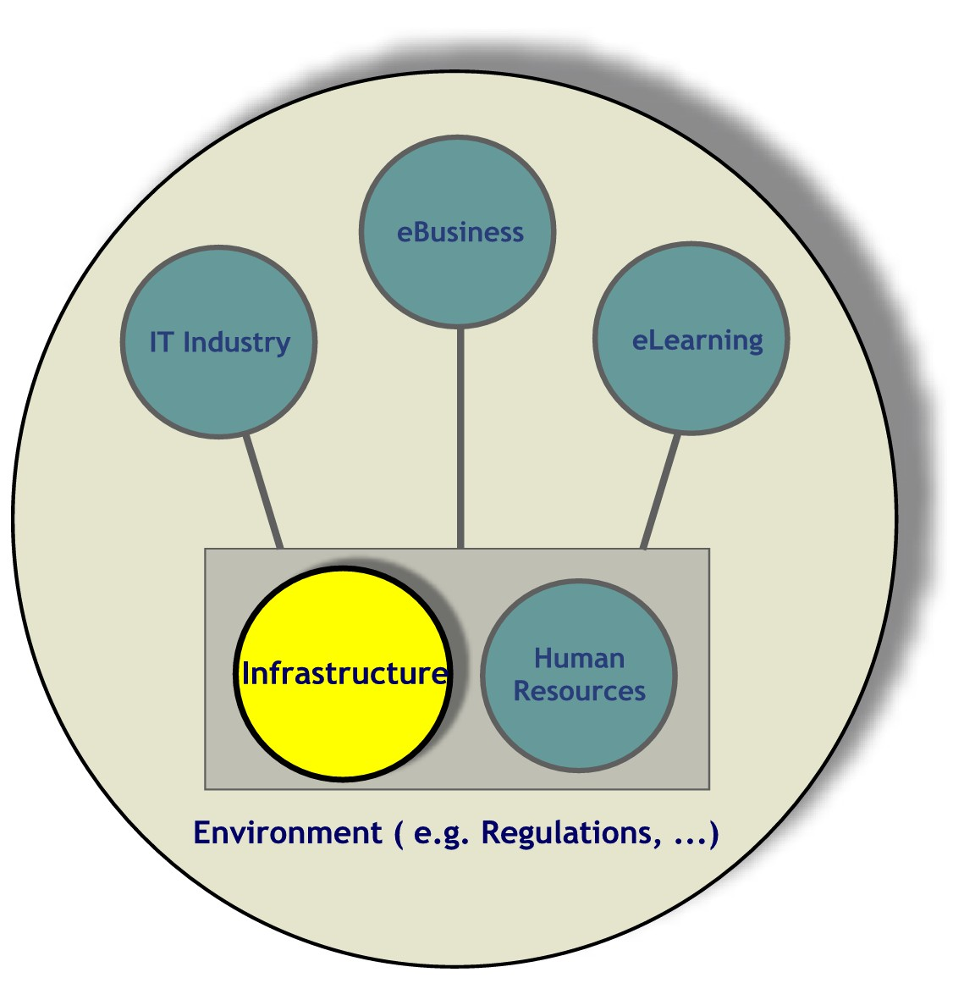 eBusiness
IT Industry
eLearning
Infrastructure
Human
Resources
Environment ( e.g. Regulations, ...)